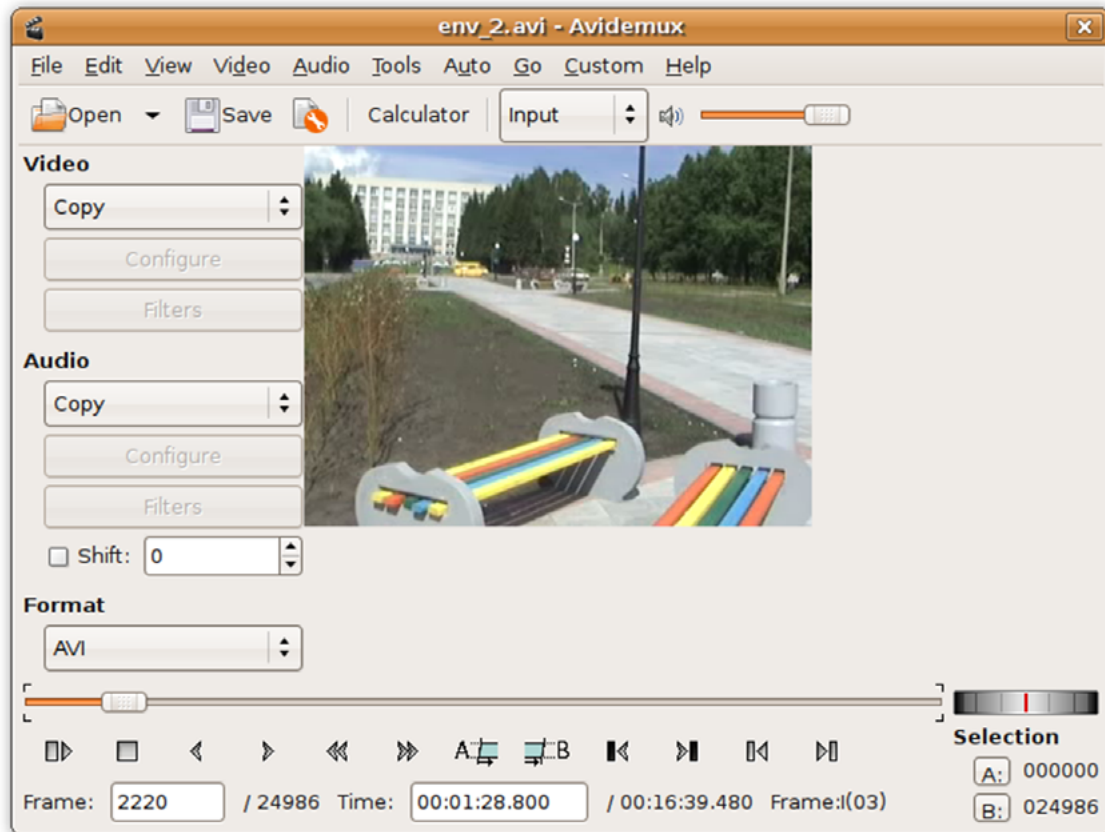 env_2.avi - Avidemux
File Edit View Video Audio Tools Auto Go Custom Help
Open Save Calculator Input
Video
Copy
Configure
Filters
Audio
Copy
Configure
Filters
Shift: 0
Format
AVI
A B
Selection
A: 000000
Frame: 2220 / 24986 Time: 00:01:28.800 / 00:16:39.480 Frame:I(03)
B: 024986